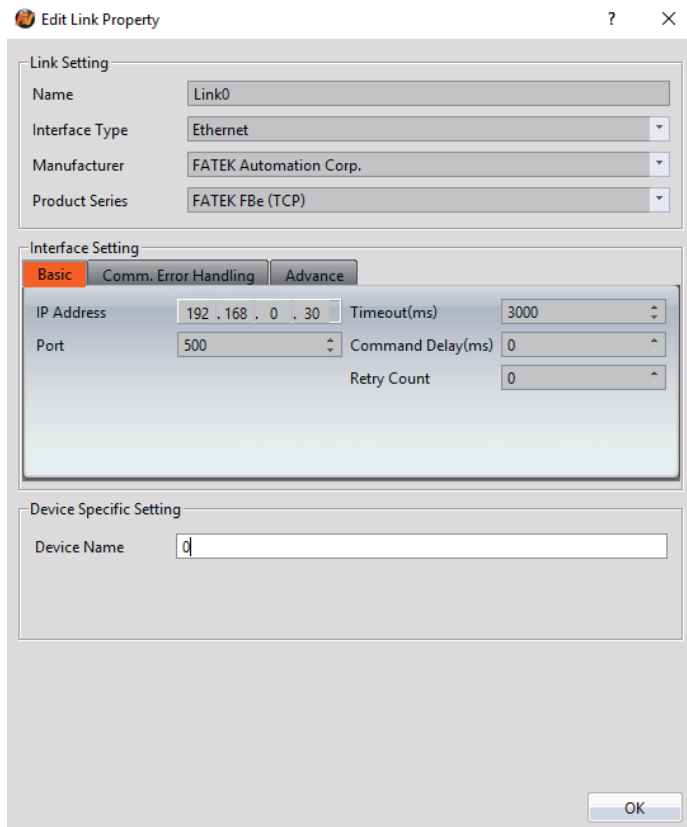 Edit Link Property ?
Link Setting
Name Link0
Interface Type Ethernet
Manufacturer FATEK Automation Corp.
Product Series FATEK FBe (TCP)
Interface Setting
Basic Comm. Error Handling Advance
IP Address 192 . 168 . 0 . 30 Timeout(ms) 3000
Port 500 Command Delay(ms) 0
Retry Count 0
Device Specific Setting
Device Name 0
OK